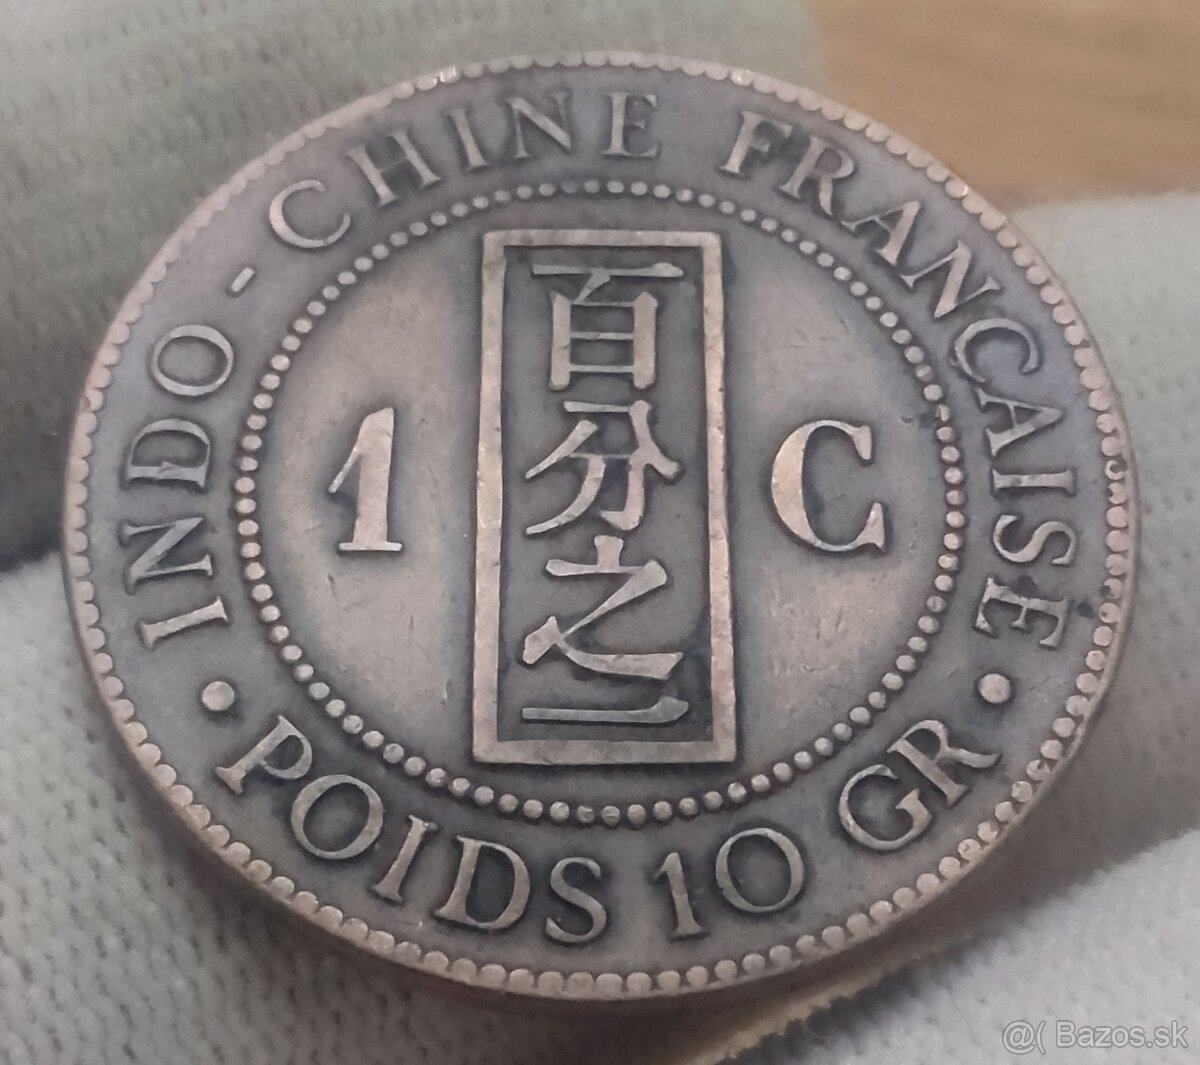 INDO - CHINE FRANCAISE
1
百分之一
C
• POIDS 10 GR •
@( Bazos.sk